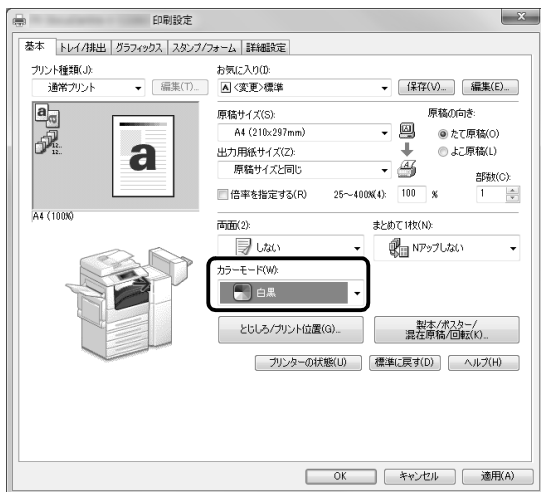 印刷設定
基本 トレイ/排出 グラフィックス スタンプ/フォーム 詳細設定
プリント種類(J):
通常プリント 編集(T)...
お気に入り(I):
A <変更>標準 保存(V)... 編集(E)...
原稿サイズ(S):
A4 (210x297mm)
原稿の向き:
たて原稿(O)
よこ原稿(L)
出力用紙サイズ(Z):
原稿サイズと同じ
部数(C):
倍率を指定する(R) 25～400%(4): 100 % 1
a
12..
12..
a
A4 (100%)
両面(2):
しない
まとめて1枚(N):
Nアップしない
カラーモード(W):
白黒
とじしろ/プリント位置(G)...
製本/ポスター/
混在原稿/回転(K)...
プリンターの状態(U) 標準に戻す(D) ヘルプ(H)
OK キャンセル 適用(A)